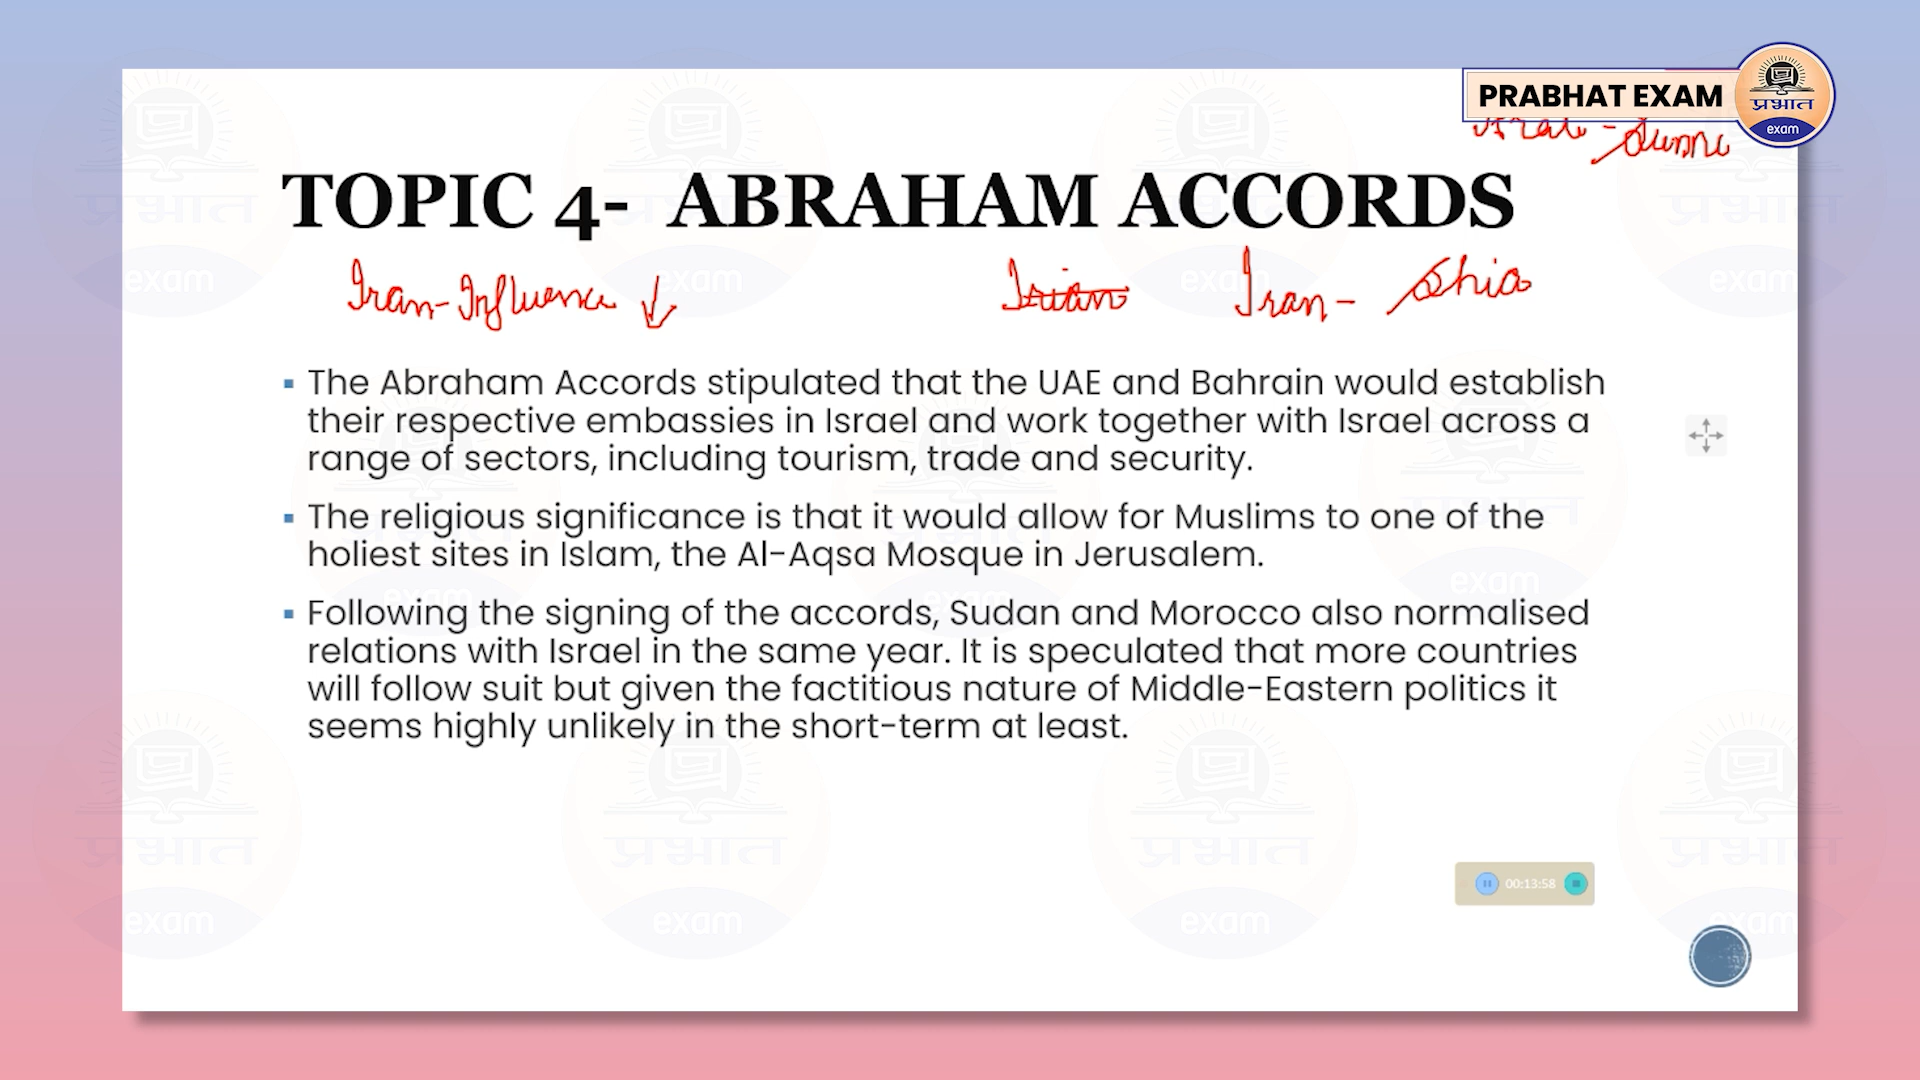 PRABHAT EXAM
प्रभात
exam
Arab - Sunni
TOPIC 4- ABRAHAM ACCORDS
Iran-Influence ↓ Iran - Shia
▪ The Abraham Accords stipulated that the UAE and Bahrain would establish
their respective embassies in Israel and work together with Israel across a
range of sectors, including tourism, trade and security.
▪ The religious significance is that it would allow for Muslims to one of the
holiest sites in Islam, the Al-Aqsa Mosque in Jerusalem.
▪ Following the signing of the accords, Sudan and Morocco also normalised
relations with Israel in the same year. It is speculated that more countries
will follow suit but given the factitious nature of Middle-Eastern politics it
seems highly unlikely in the short-term at least.
00:13:58